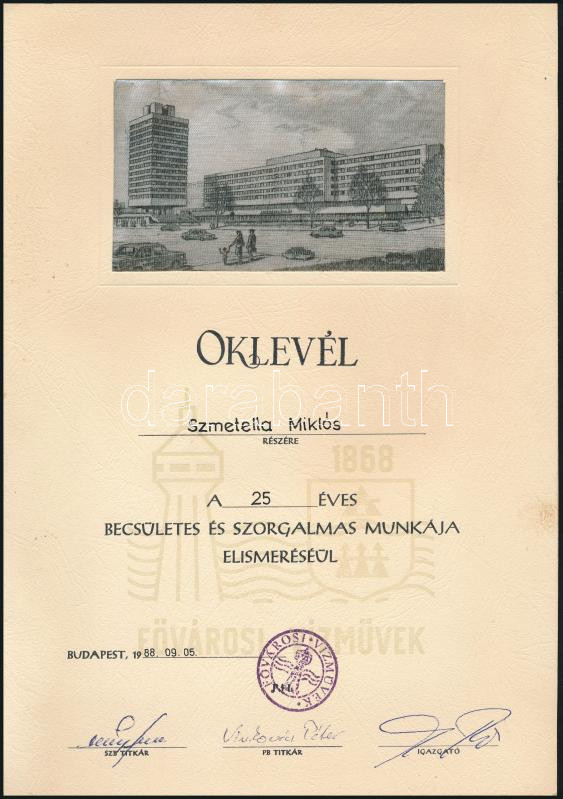 OKLEVÉL
darabanth
Szmetella Miklós
RÉSZÉRE
1868
A 25 ÉVES
BECSÜLETES ÉS SZORGALMAS MUNKÁJA
ELISMERÉSÉÜL
FŐVÁROSI VÍZMŰVEK
BUDAPEST, 1988. 09. 05.
FŐVÁROSI · VÍZMŰVEK ·
SZB TITKÁR
PB TITKÁR
IGAZGATÓ